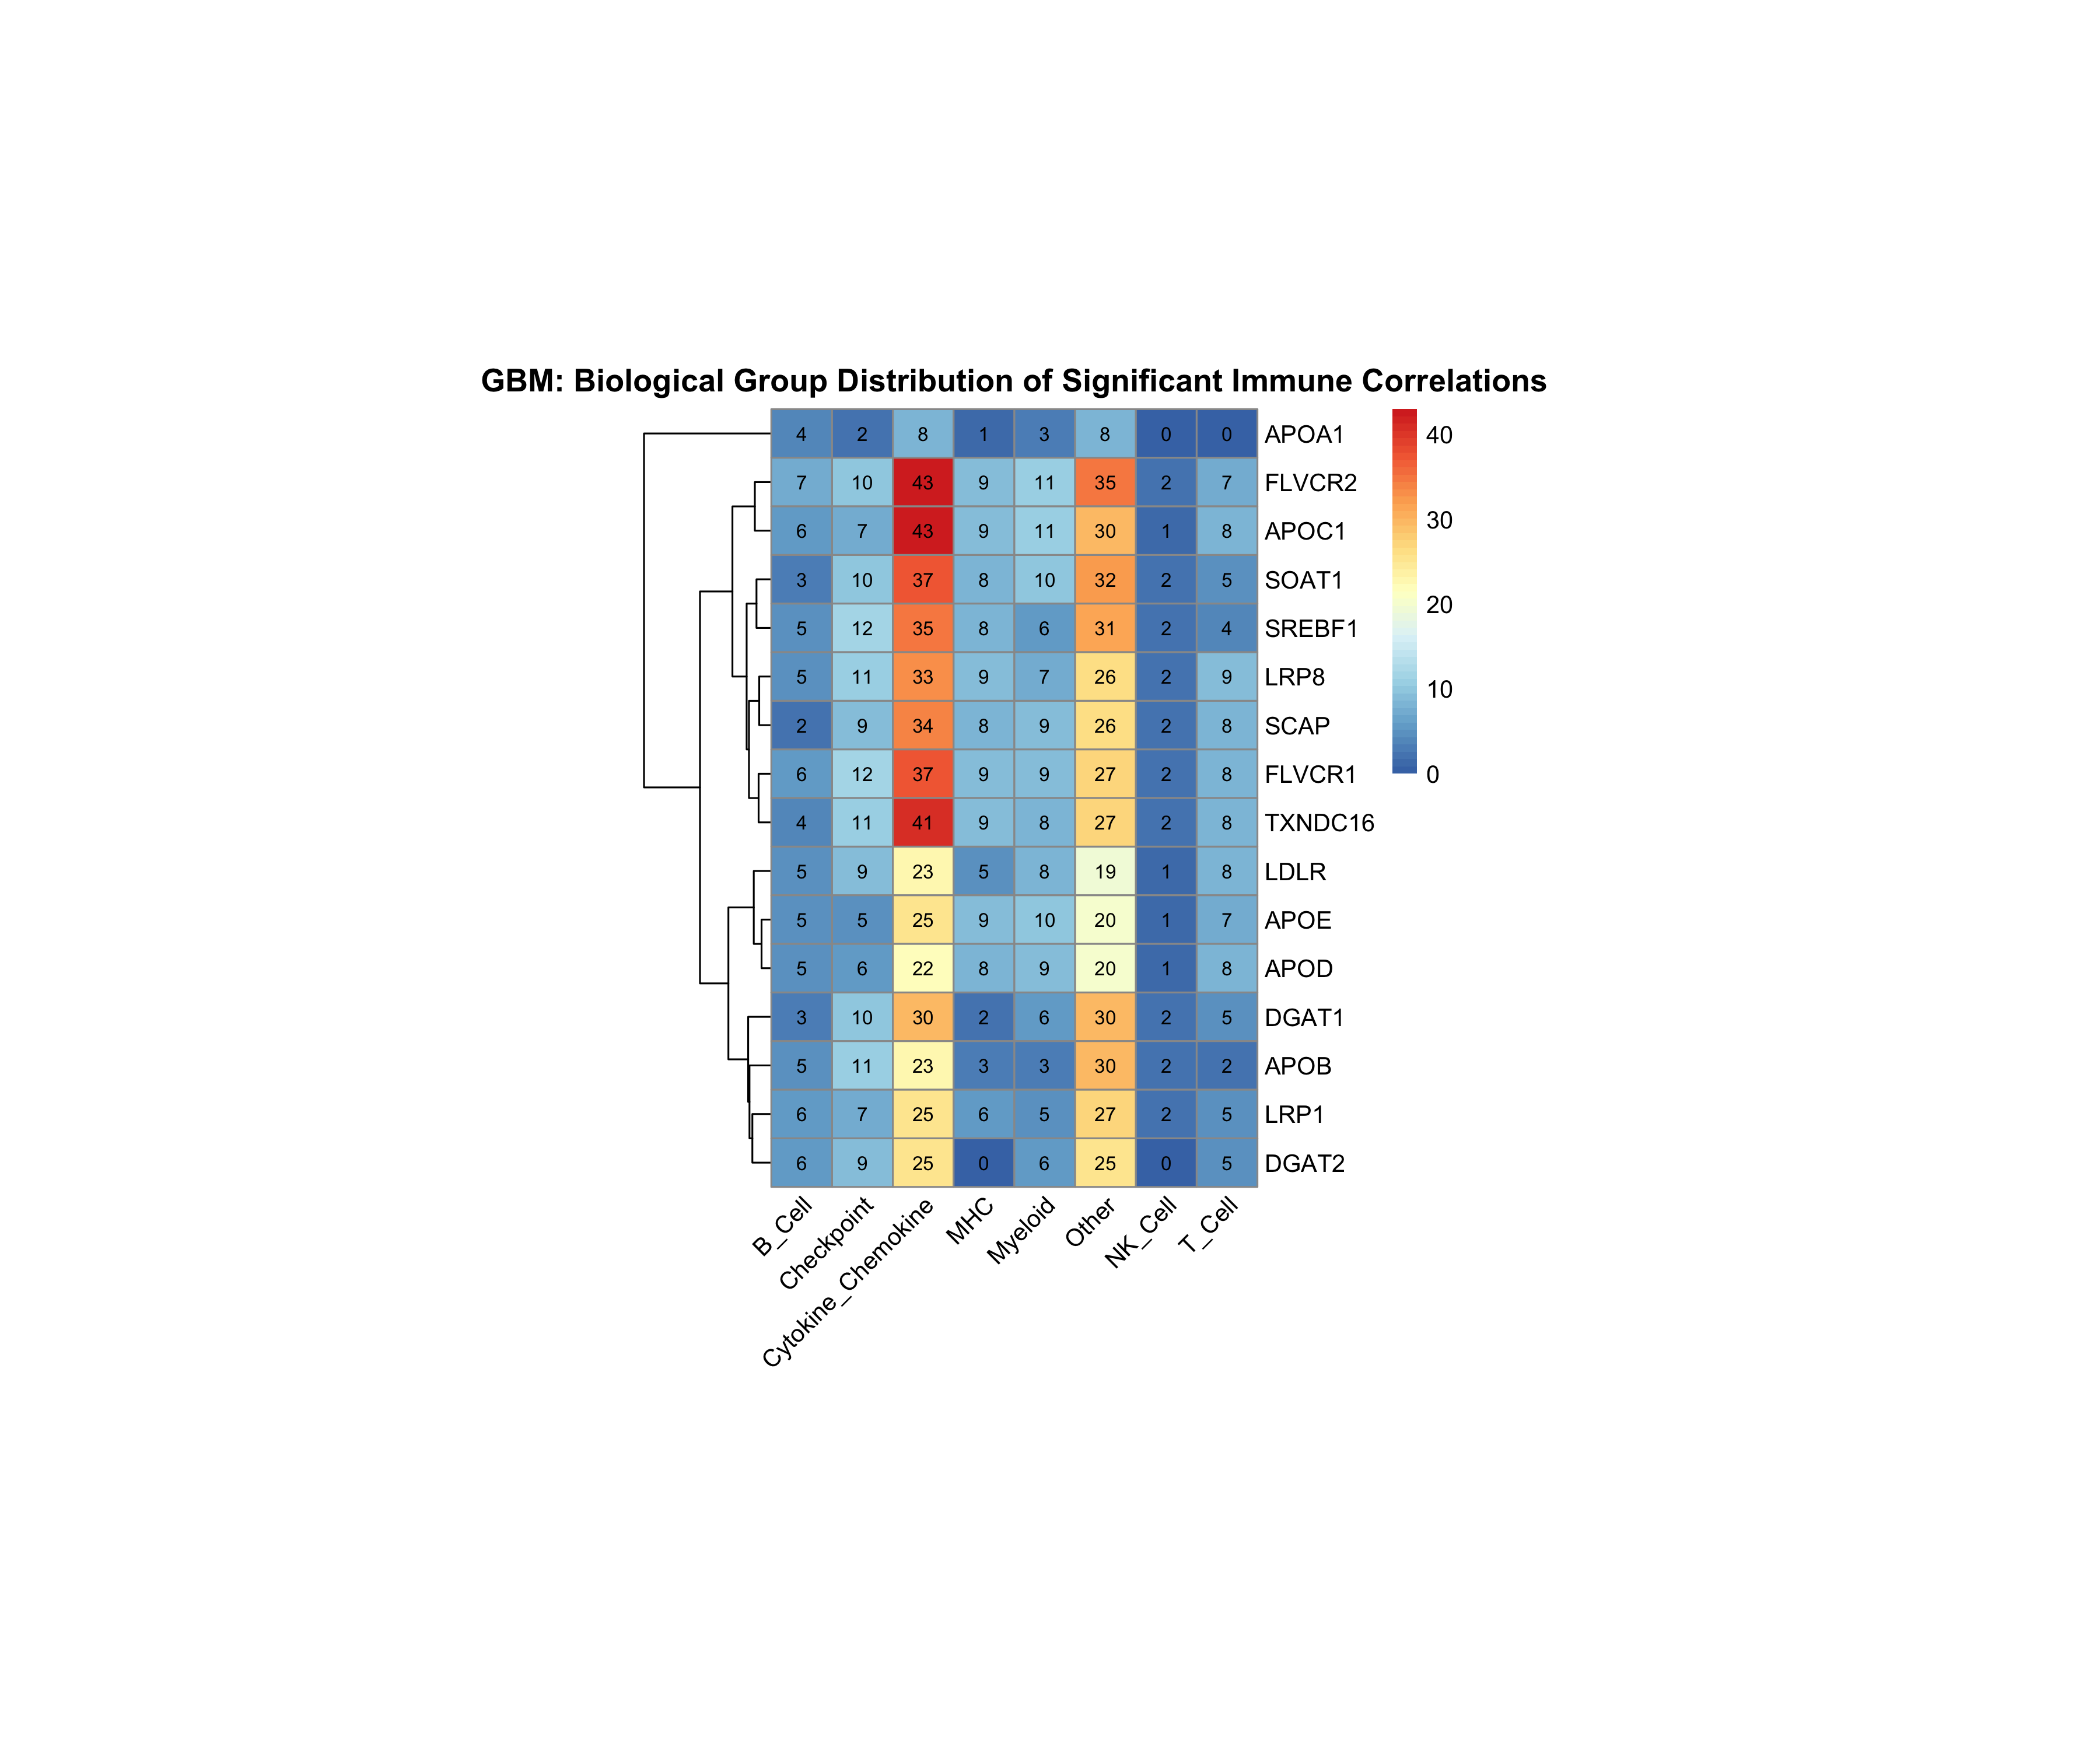 GBM: Biological Group Distribution of Significant Immune Correlations
4 2 8 1 3 8 0 0 APOA1
7 10 43 9 11 35 2 7 FLVCR2
6 7 43 9 11 30 1 8 APOC1
3 10 37 8 10 32 2 5 SOAT1
5 12 35 8 6 31 2 4 SREBF1
5 11 33 9 7 26 2 9 LRP8
2 9 34 8 9 26 2 8 SCAP
6 12 37 9 9 27 2 8 FLVCR1
4 11 41 9 8 27 2 8 TXNDC16
5 9 23 5 8 19 1 8 LDLR
5 5 25 9 10 20 1 7 APOE
5 6 22 8 9 20 1 8 APOD
3 10 30 2 6 30 2 5 DGAT1
5 11 23 3 3 30 2 2 APOB
6 7 25 6 5 27 2 5 LRP1
6 9 25 0 6 25 0 5 DGAT2
B_Cell
Checkpoint
Cytokine_Chemokine
MHC
Myeloid
Other
NK_Cell
T_Cell
40
30
20
10
0